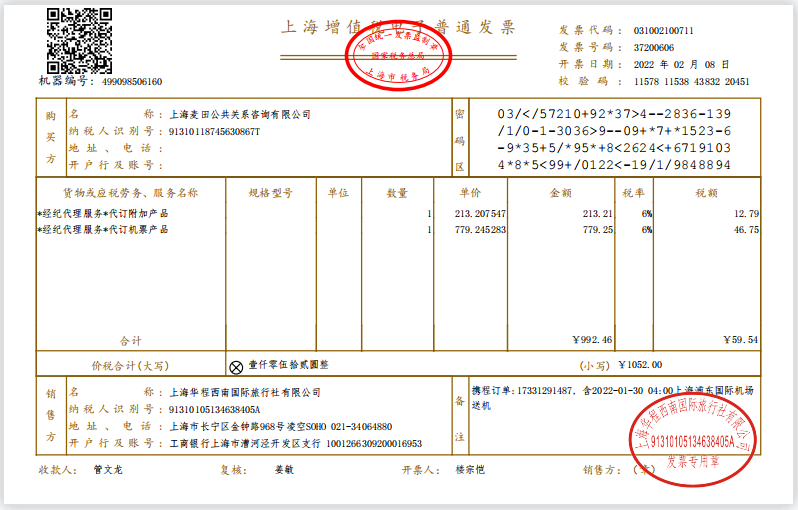 上海增值税电子普通发票
全国统一发票监制章
国家税务总局
上海市税务局
发票代码: 031002100711
发票号码: 37200606
开票日期: 2022 年 02 月 08 日
校验码: 11578 11538 43832 20451
机器编号: 499098506160
购买方
名称: 上海麦田公共关系咨询有限公司
纳税人识别号: 91310118745630867T
地址、电话:
开户行及账号:
密码区
03/</57210+92*37>4--2836-139
/1/0-1-3036>9--09+*7+*1523-6
-9*35+5/*95*+8<2624<+6719103
4*8*5<99+/0122<-19/1/9848894
货物或应税劳务、服务名称 规格型号 单位 数量 单价 金额 税率 税额
*经纪代理服务*代订附加产品 1 213.207547 213.21 6% 12.79
*经纪代理服务*代订机票产品 1 779.245283 779.25 6% 46.75
合计 ¥992.46 ¥59.54
价税合计(大写) 壹仟零伍拾贰圆整 (小写) ¥1052.00
销售方
名称: 上海华程西南国际旅行社有限公司
纳税人识别号: 91310105134638405A
地址、电话: 上海市长宁区金钟路968号凌空SOHO 021-34064880
开户行及账号: 工商银行上海市漕河泾开发区支行 1001266309200016953
备注
携程订单:17331291487, 含2022-01-30 04:00上海浦东国际机场
送机
上海华程西南国际旅行社有限公司
91310105134638405A
发票专用章
收款人: 管文龙 复核: 姜敏 开票人: 楼宗恺 销售方: (章)